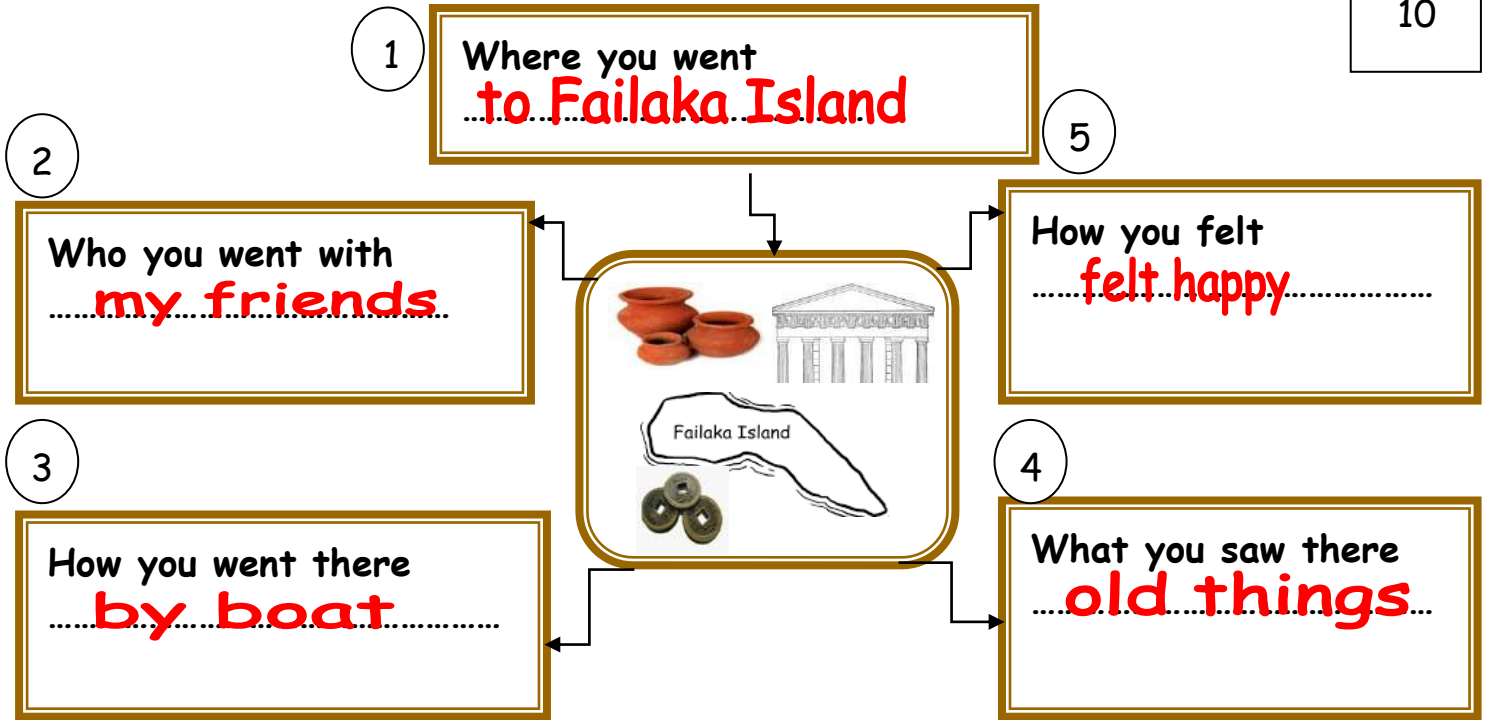 10
1
Where you went
to Failaka Island
2
Who you went with
my friends
3
How you went there
by boat
Failaka Island
4
What you saw there
old things
5
How you felt
felt happy